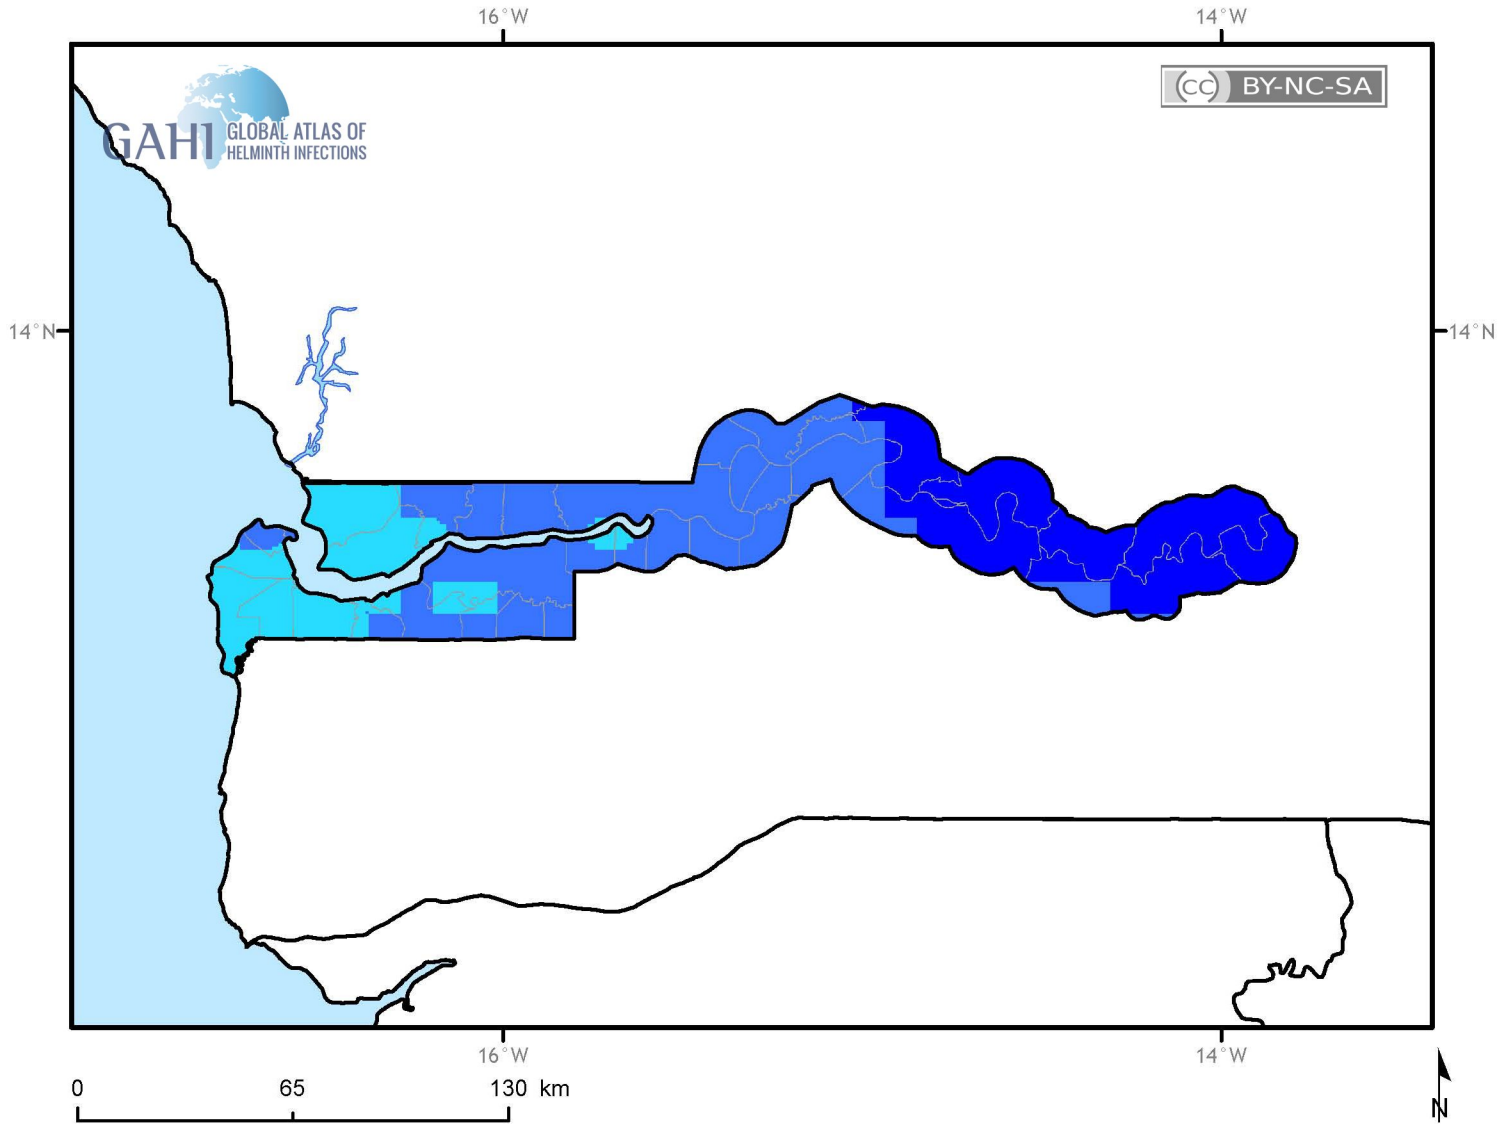 16°W 14°W
GAHI GLOBAL ATLAS OF
HELMINTH INFECTIONS
(cc) BY-NC-SA
14°N 14°N
16°W 14°W
0 65 130 km
N